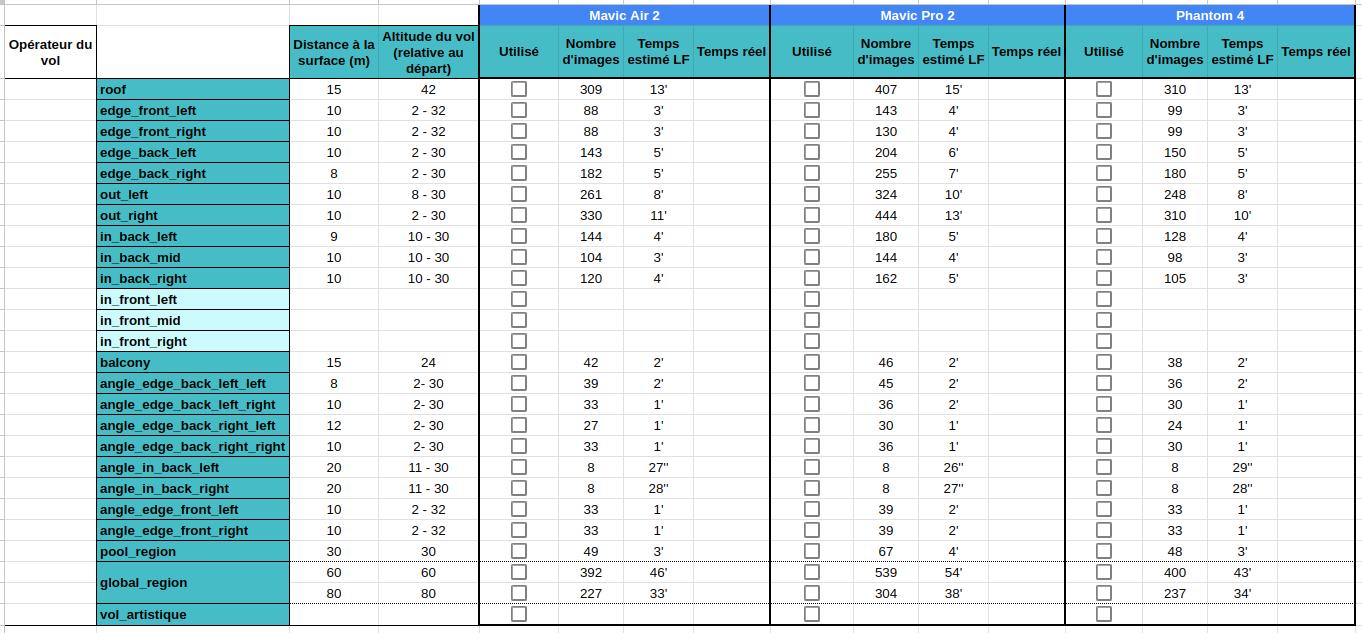 Mavic Air 2 Mavic Pro 2 Phantom 4
Opérateur du vol Distance à la surface (m) Altitude du vol (relative au départ) Utilisé Nombre d'images Temps estimé LF Temps réel Utilisé Nombre d'images Temps estimé LF Temps réel Utilisé Nombre d'images Temps estimé LF Temps réel
roof 15 42 309 13' 407 15' 310 13'
edge_front_left 10 2 - 32 88 3' 143 4' 99 3'
edge_front_right 10 2 - 32 88 3' 130 4' 99 3'
edge_back_left 10 2 - 30 143 5' 204 6' 150 5'
edge_back_right 8 2 - 30 182 5' 255 7' 180 5'
out_left 10 8 - 30 261 8' 324 10' 248 8'
out_right 10 2 - 30 330 11' 444 13' 310 10'
in_back_left 9 10 - 30 144 4' 180 5' 128 4'
in_back_mid 10 10 - 30 104 3' 144 4' 98 3'
in_back_right 10 10 - 30 120 4' 162 5' 105 3'
in_front_left
in_front_mid
in_front_right
balcony 15 24 42 2' 46 2' 38 2'
angle_edge_back_left_left 8 2- 30 39 2' 45 2' 36 2'
angle_edge_back_left_right 10 2- 30 33 1' 36 2' 30 1'
angle_edge_back_right_left 12 2- 30 27 1' 30 1' 24 1'
angle_edge_back_right_right 10 2- 30 33 1' 36 1' 30 1'
angle_in_back_left 20 11 - 30 8 27'' 8 26'' 8 29''
angle_in_back_right 20 11 - 30 8 28'' 8 27'' 8 28''
angle_edge_front_left 10 2 - 32 33 1' 39 2' 33 1'
angle_edge_front_right 10 2 - 32 33 1' 39 2' 33 1'
pool_region 30 30 49 3' 67 4' 48 3'
global_region 60 60 392 46' 539 54' 400 43'
80 80 227 33' 304 38' 237 34'
vol_artistique